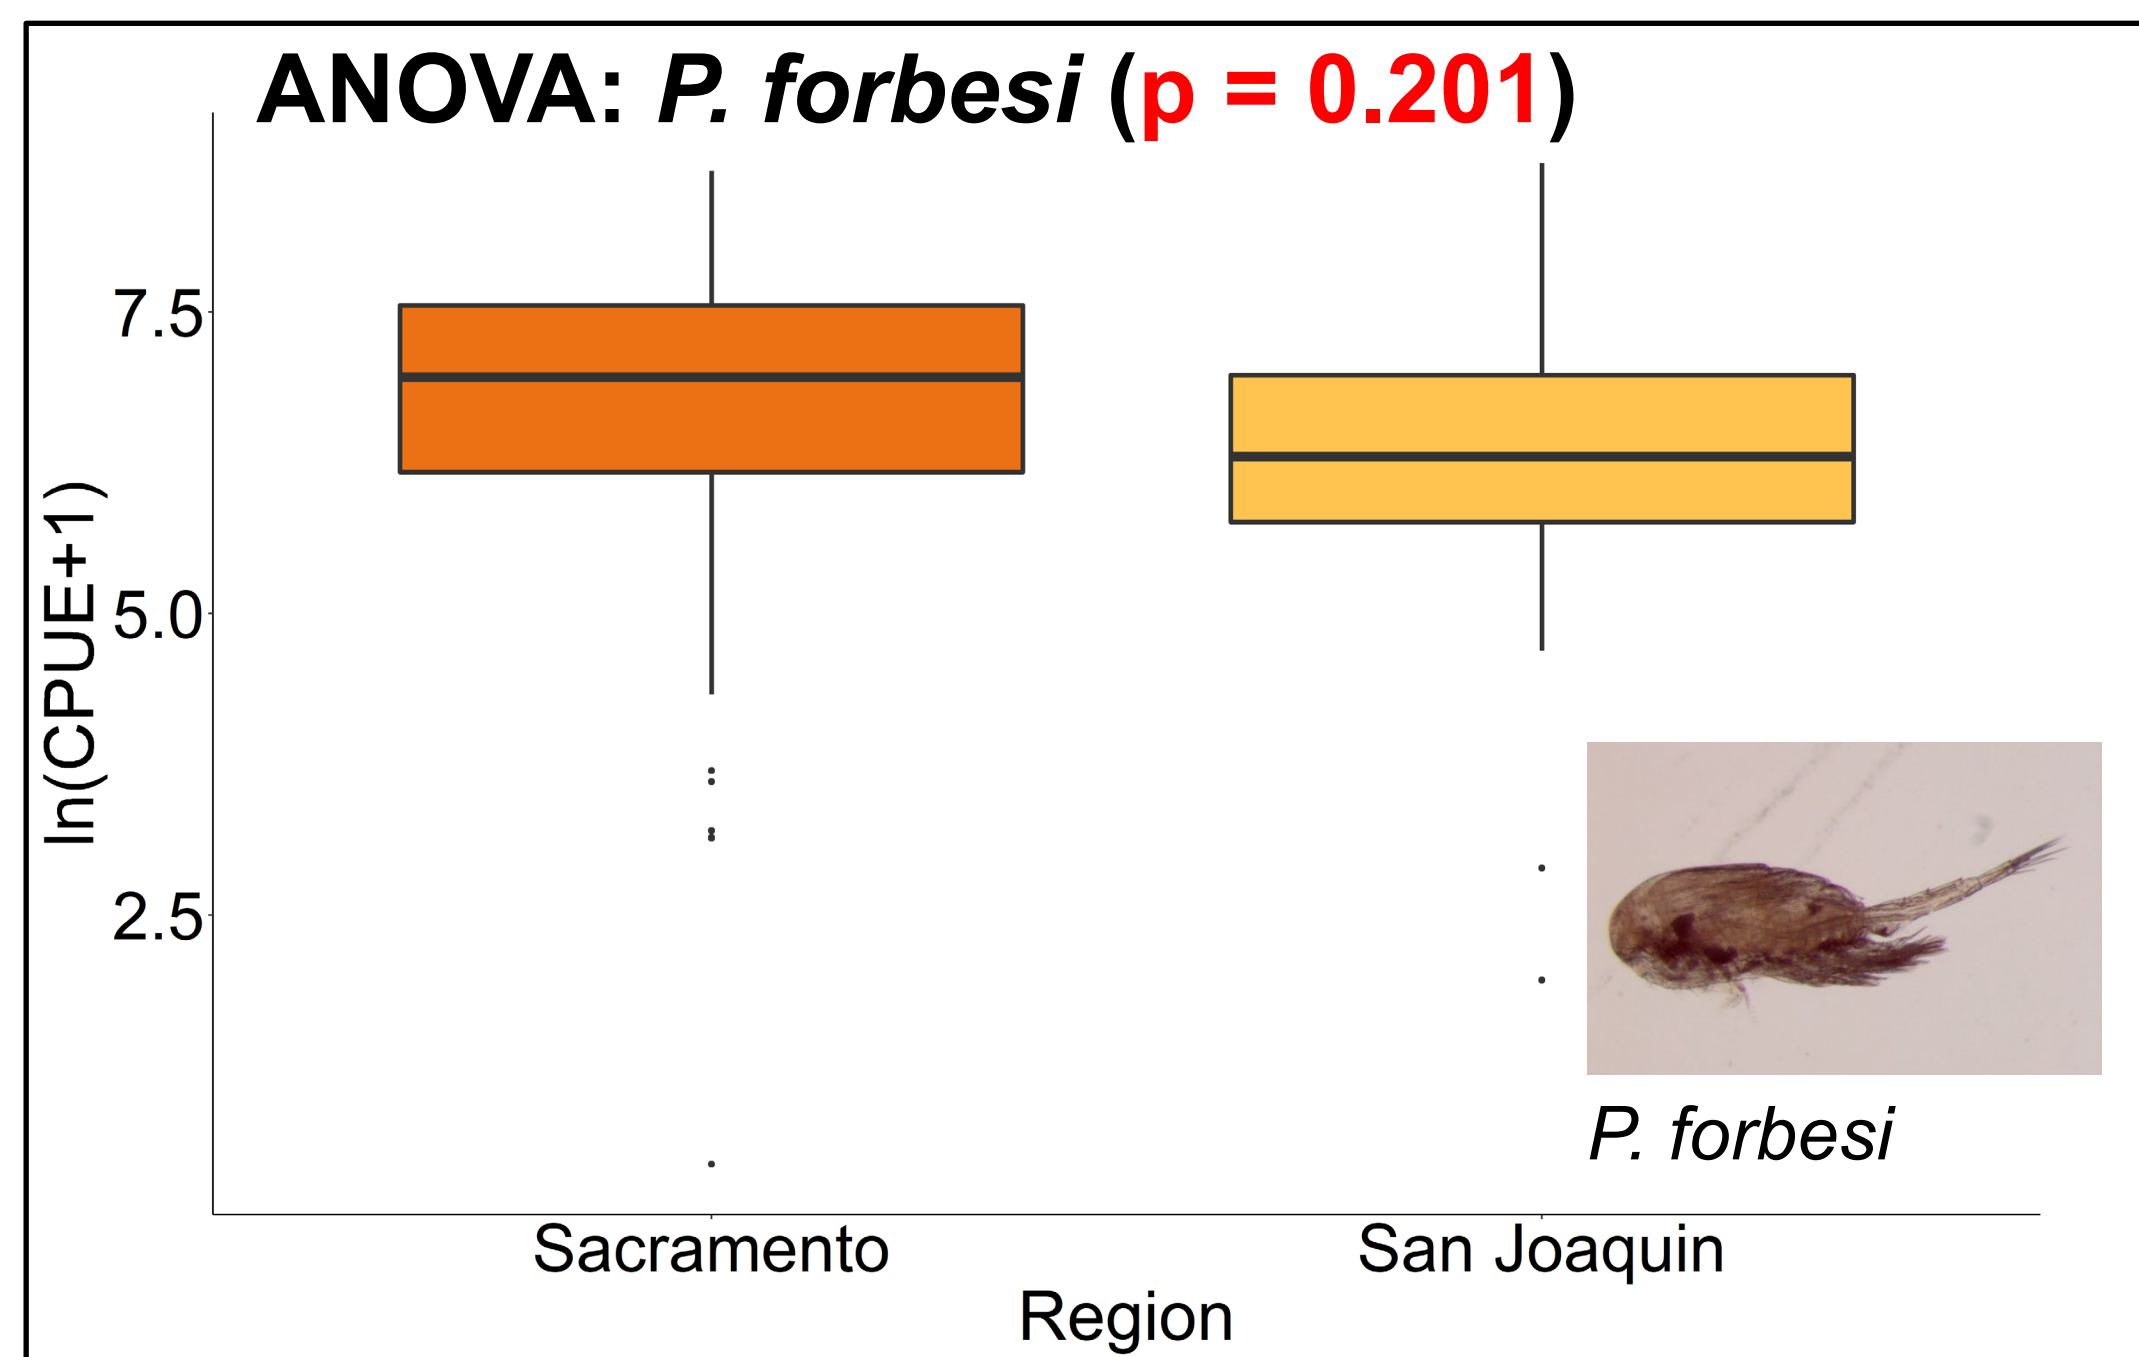 ANOVA: P. forbesi (p = 0.201)
7.5
5.0
2.5
ln(CPUE+1)
P. forbesi
Sacramento
San Joaquin
Region